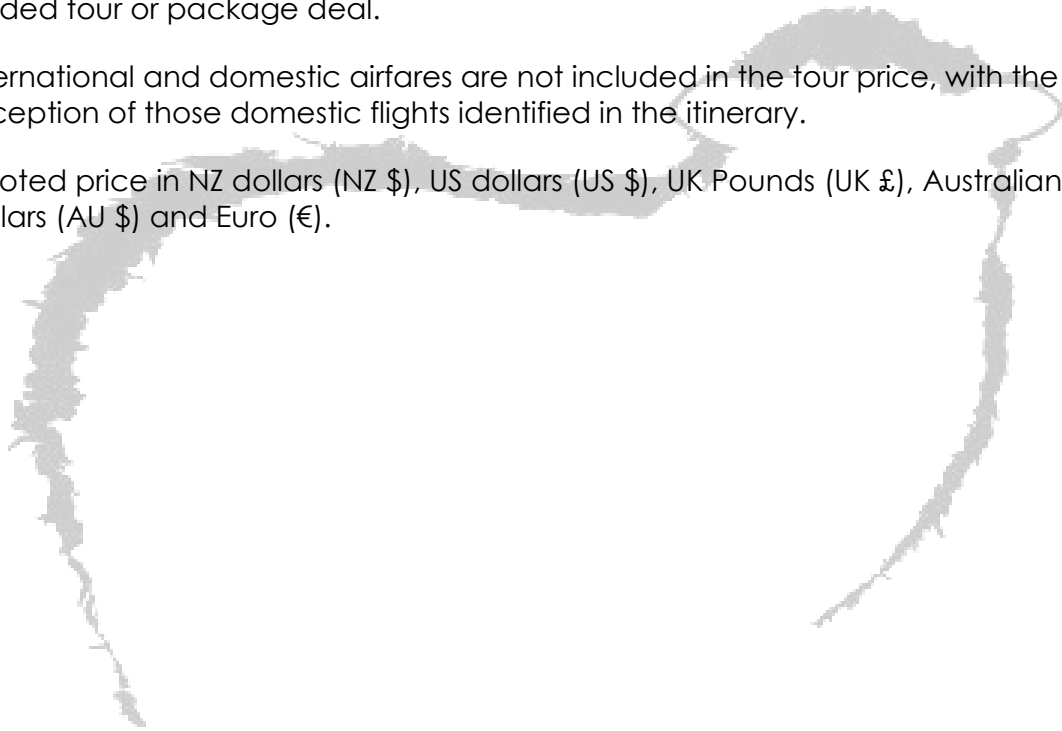 ded tour or package deal.
ernational and domestic airfares are not included in the tour price, with the
ception of those domestic flights identified in the itinerary.
oted price in NZ dollars (NZ $), US dollars (US $), UK Pounds (UK £), Australian
lars (AU $) and Euro (€).